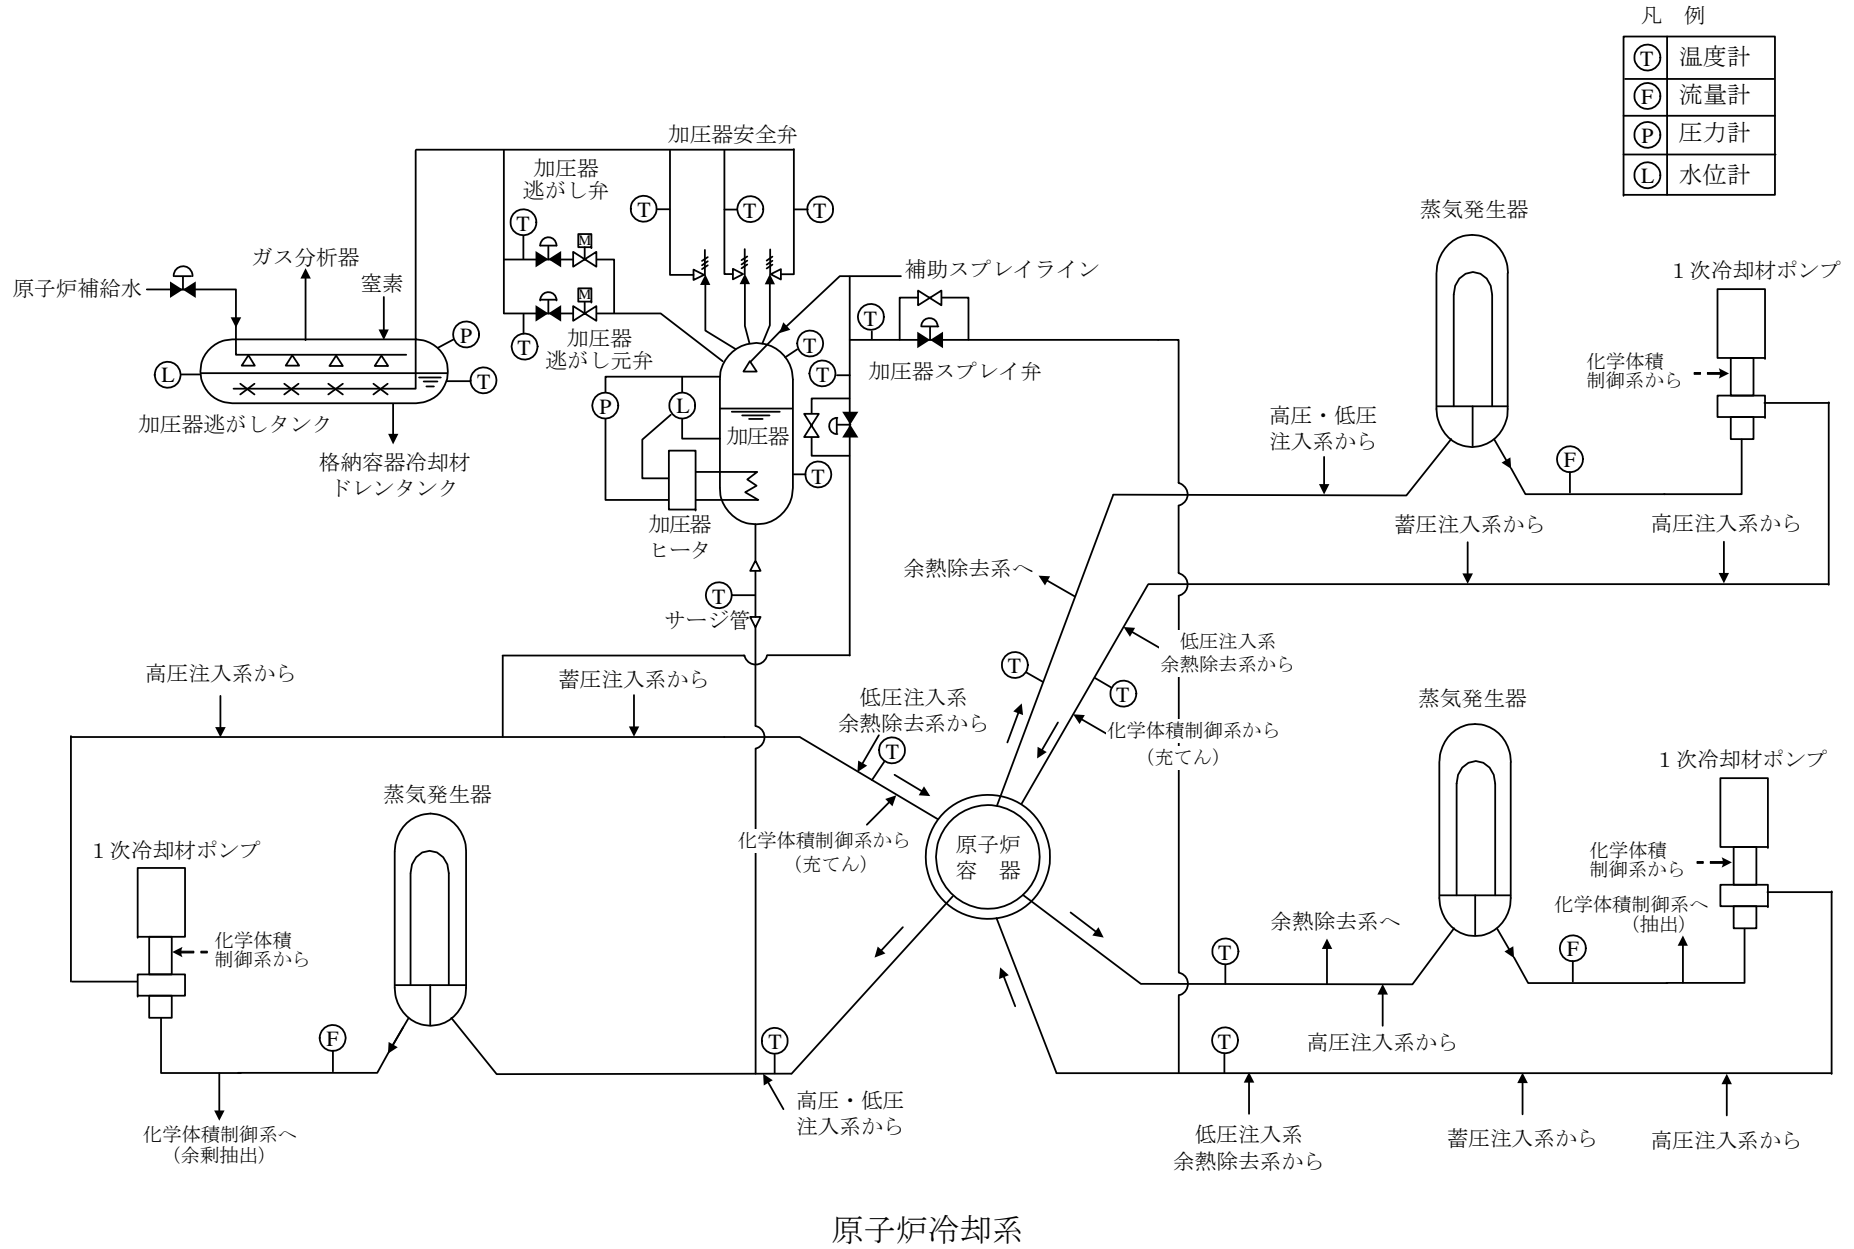 凡　例
Ⓣ 温度計
Ⓕ 流量計
Ⓟ 圧力計
Ⓛ 水位計
加圧器安全弁
加圧器
逃がし弁
T
T
T
T
M
ガス分析器
窒素
原子炉補給水
M
T
加圧器
逃がし元弁
P
L
T
加圧器逃がしタンク
格納容器冷却材
ドレンタンク
補助スプレイライン
T
T
T
加圧器スプレイ弁
P
L
加圧器
T
加圧器
ヒータ
T
サージ管
蒸気発生器
1次冷却材ポンプ
化学体積
制御系から
高圧・低圧
注入系から
F
蓄圧注入系から
高圧注入系から
余熱除去系へ
低圧注入系
余熱除去系から
T
T
化学体積制御系から
（充てん）
高圧注入系から
蓄圧注入系から
低圧注入系
余熱除去系から
T
化学体積制御系から
（充てん）
原子炉
容　器
蒸気発生器
1次冷却材ポンプ
化学体積
制御系から
F
化学体積制御系へ
（余剰抽出）
T
高圧・低圧
注入系から
蒸気発生器
1次冷却材ポンプ
化学体積
制御系から
化学体積制御系へ
（抽出）
余熱除去系へ
T
F
高圧注入系から
T
低圧注入系
余熱除去系から
蓄圧注入系から
高圧注入系から
原子炉冷却系